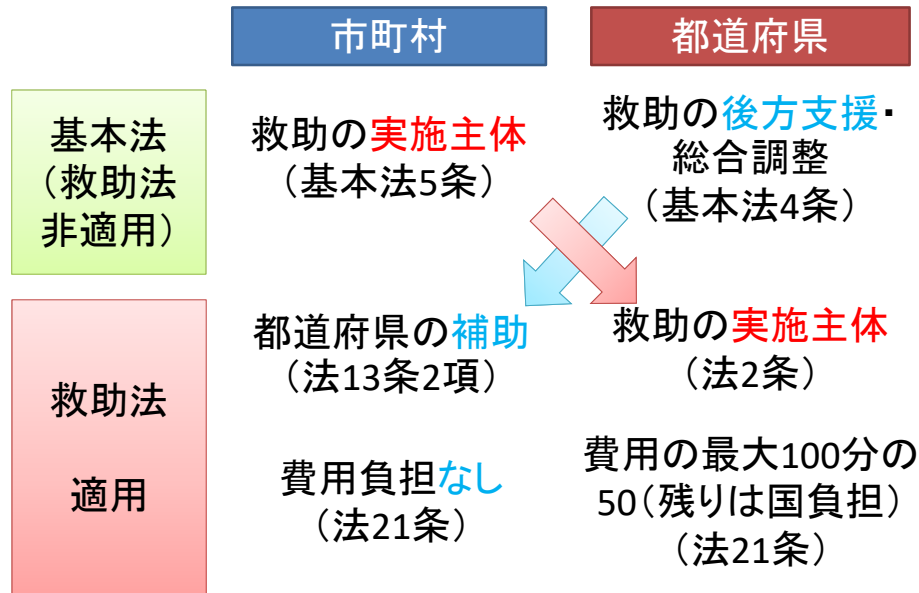 市町村
都道府県
基本法
（救助法
非適用）
救助の実施主体
（基本法5条）
救助の後方支援・
総合調整
（基本法4条）
救助法
適用
都道府県の補助
（法13条2項）
救助の実施主体
（法2条）
費用負担なし
（法21条）
費用の最大100分の
50（残りは国負担）
（法21条）